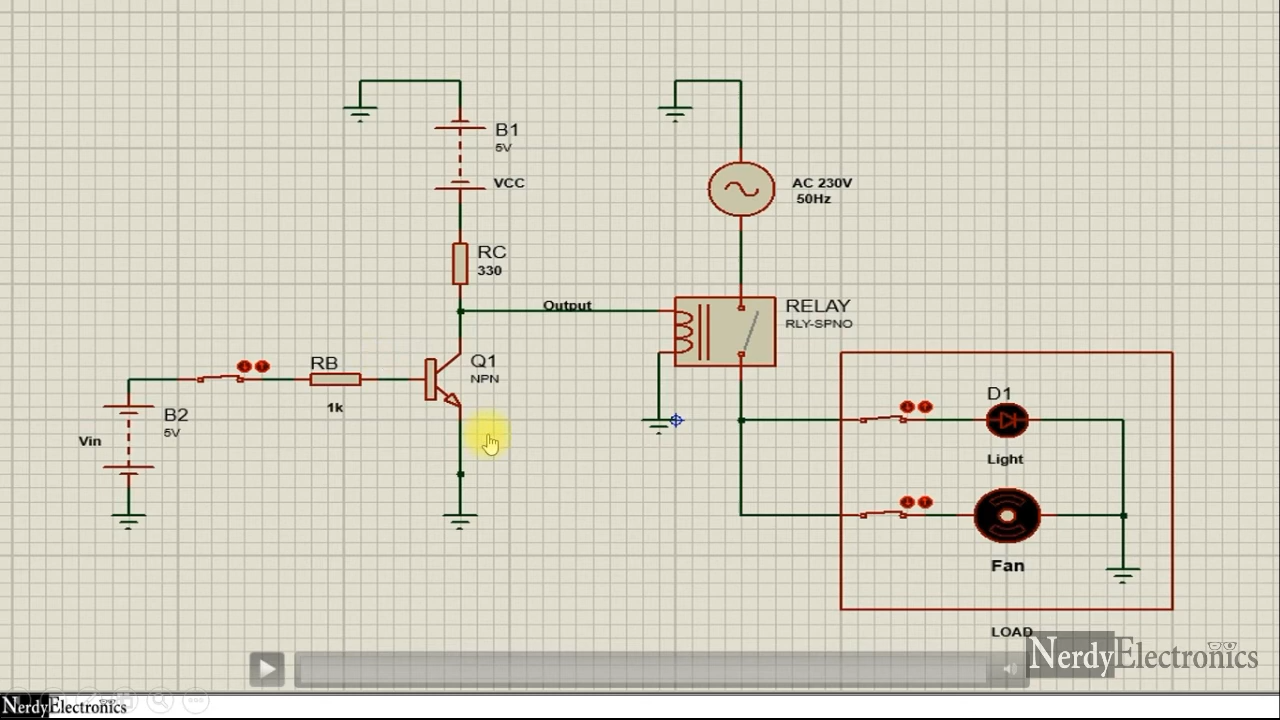 B1
5V
VCC
AC 230V
50Hz
RC
330
Output
RELAY
RLY-SPNO
RB
1k
Q1
NPN
B2
5V
Vin
D1
Light
Fan
LOAD
NerdyElectronics
NerdyElectronics